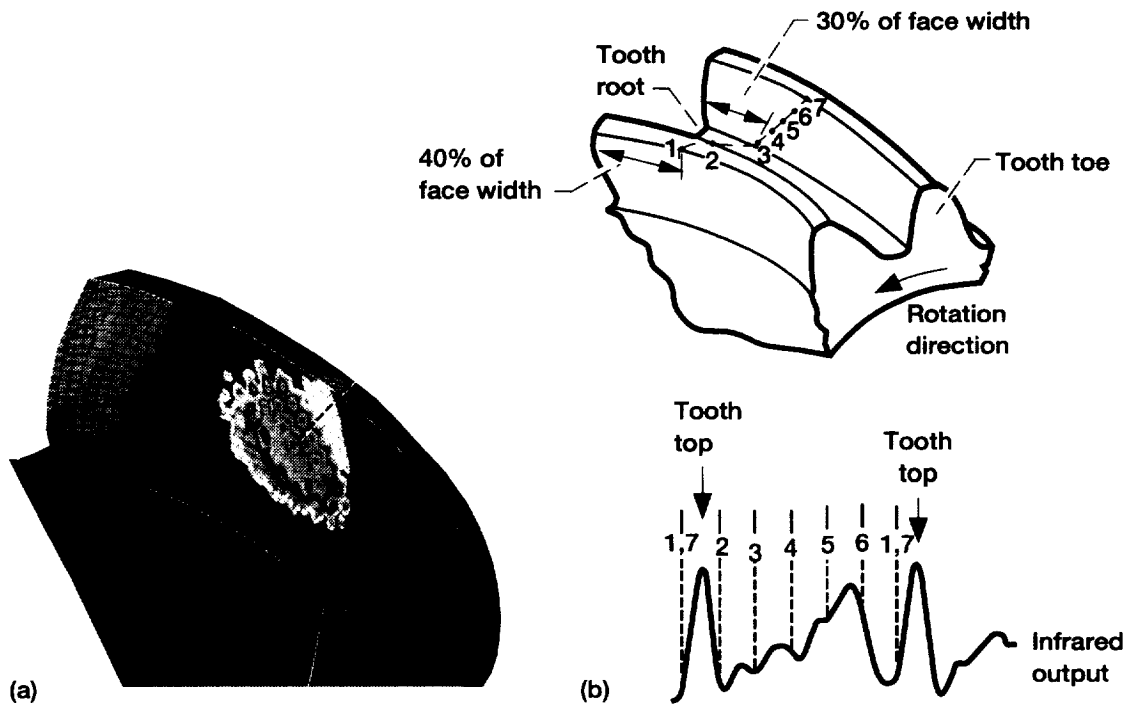 30% of face width
Tooth
root
7
6
5
4
3
1
2
40% of
face width
Tooth toe
Rotation
direction
Tooth
top
Tooth
top
1,7
2
3
4
5
6
1,7
Infrared
output
(a)
(b)